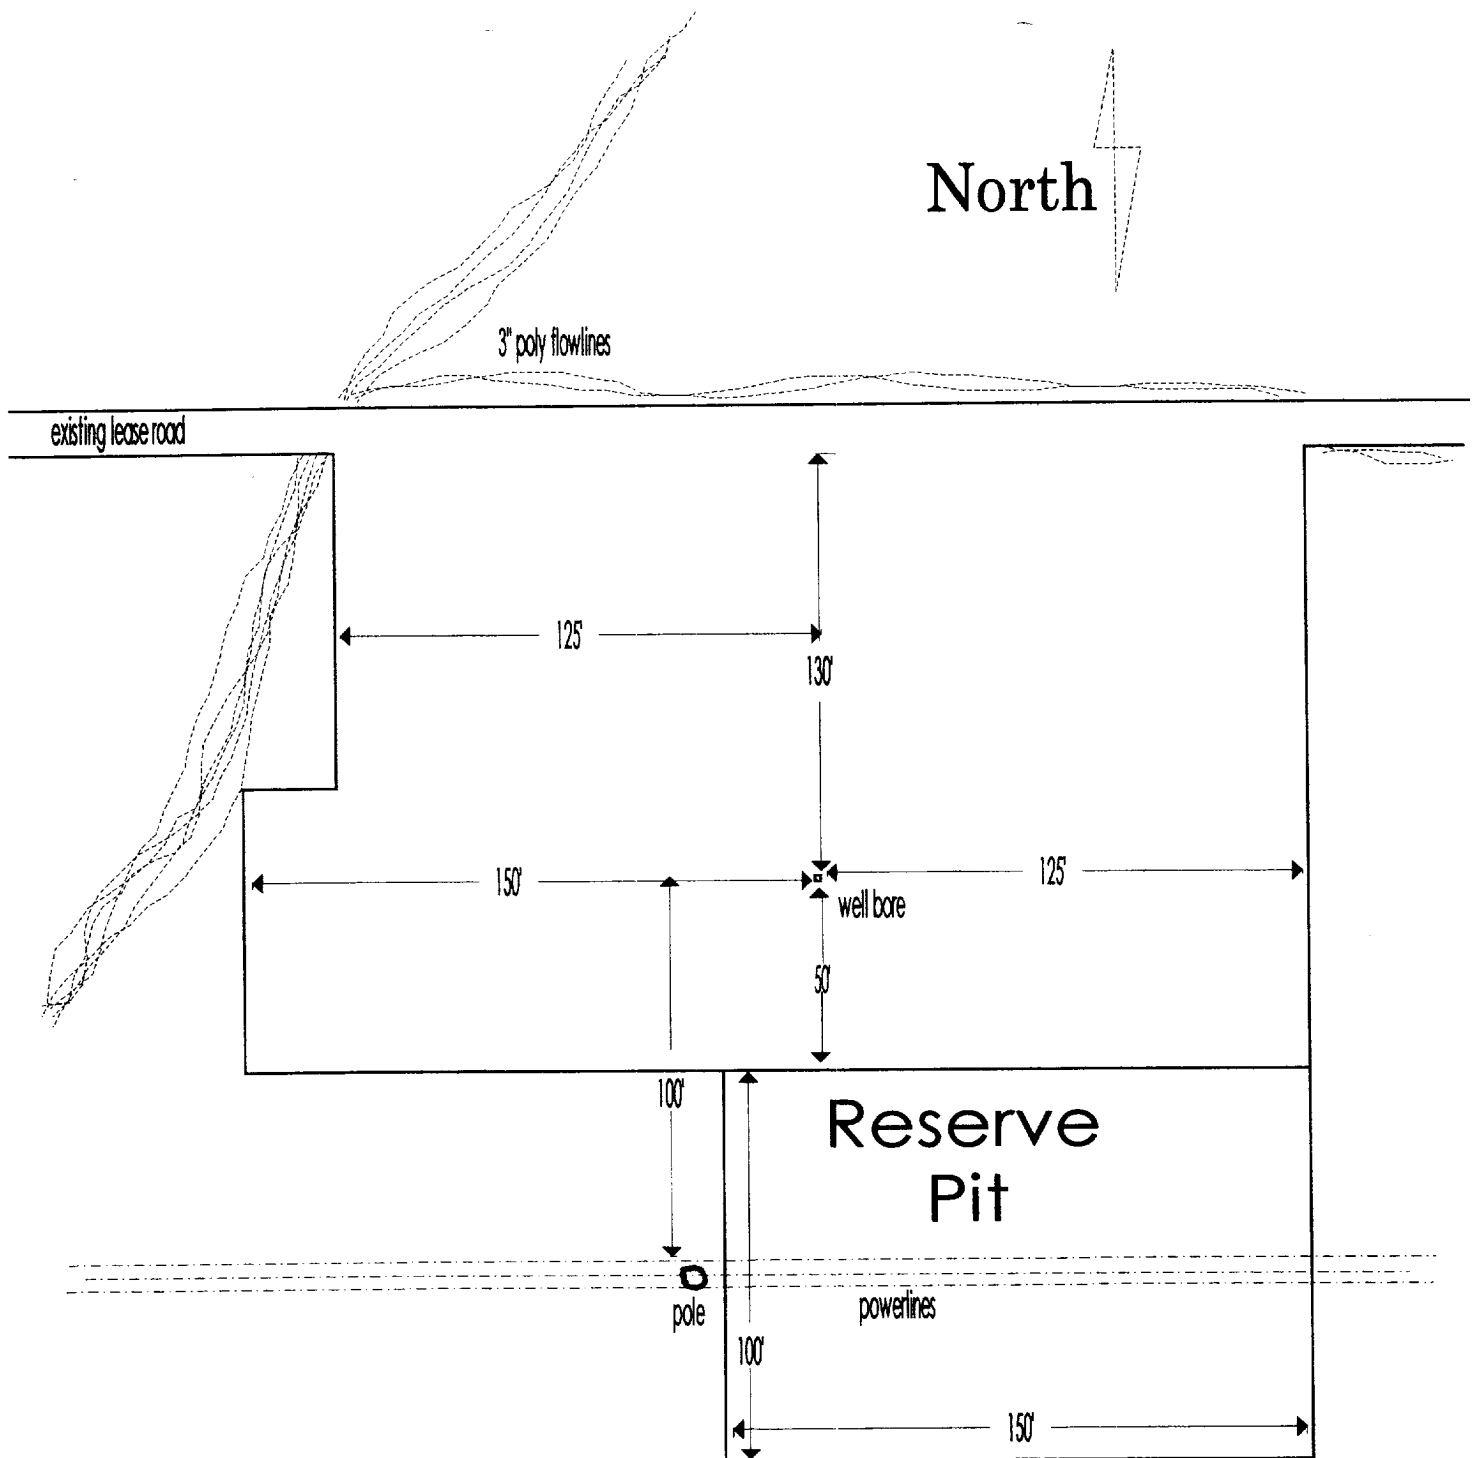 North
3" poly flowlines
existing lease road
125'
130'
150'
125'
well bore
50'
100'
Reserve
Pit
pole
powerlines
100'
150'